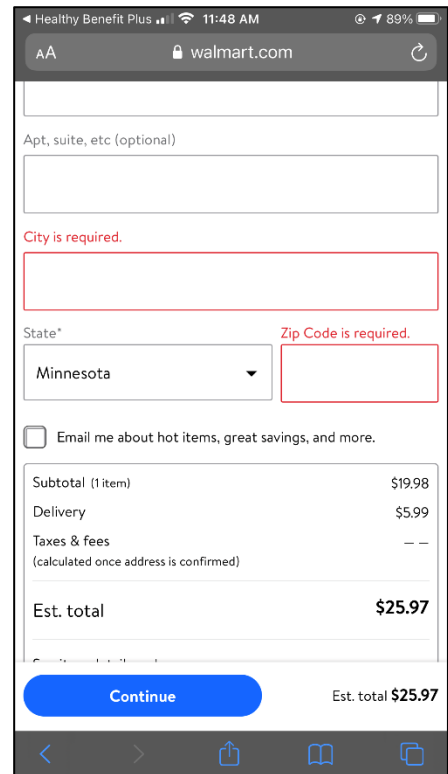 ◀ Healthy Benefit Plus 11:48 AM 89%
AA walmart.com
Apt, suite, etc (optional)
City is required.
State* Zip Code is required.
Minnesota
Email me about hot items, great savings, and more.
Subtotal (1 item) $19.98
Delivery $5.99
Taxes & fees – –
(calculated once address is confirmed)
Est. total $25.97
Continue Est. total $25.97